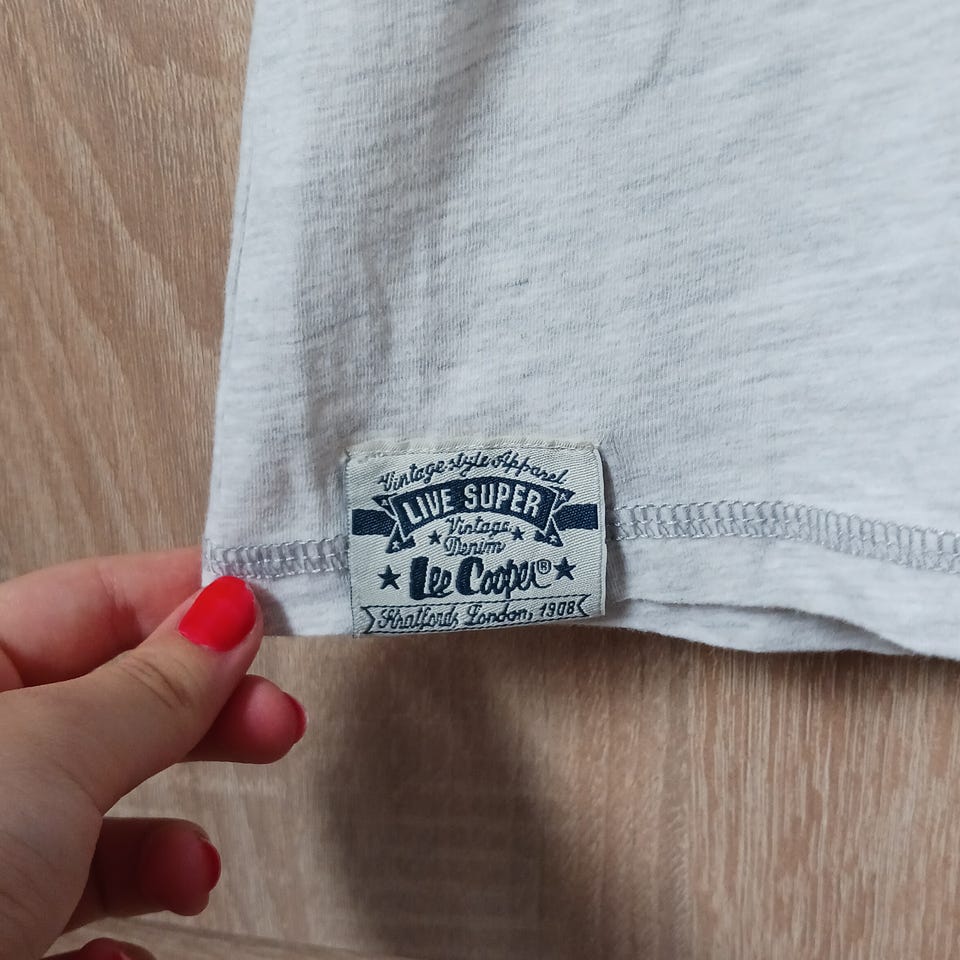 Vintage style Apparel
LIVE SUPER
Vintage
Denim
Lee Cooper®
Stratford, London, 1908